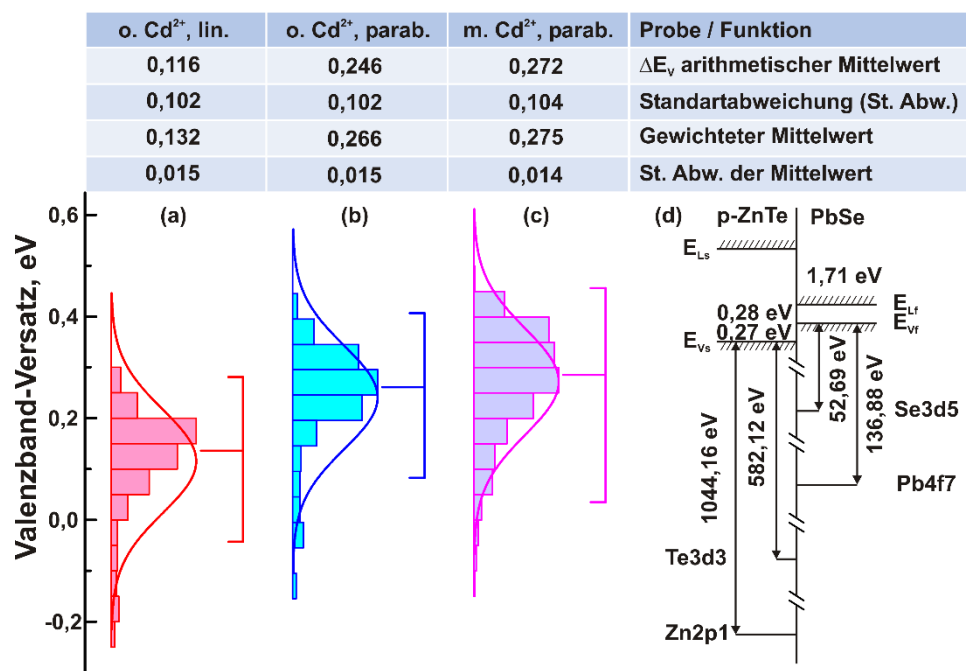 o. Cd²⁺, lin. o. Cd²⁺, parab. m. Cd²⁺, parab. Probe / Funktion
0,116 0,246 0,272 ΔEᵥ arithmetischer Mittelwert
0,102 0,102 0,104 Standartabweichung (St. Abw.)
0,132 0,266 0,275 Gewichteter Mittelwert
0,015 0,015 0,014 St. Abw. der Mittelwert
Valenzband-Versatz, eV
0,6
0,4
0,2
0,0
-0,2
(a)
(b)
(c)
(d)
p-ZnTe PbSe
E_Ls
1,71 eV
E_Lf
0,28 eV
E_Vf
0,27 eV
E_Vs
1044,16 eV
582,12 eV
52,69 eV
136,88 eV
Se3d5
Pb4f7
Te3d3
Zn2p1